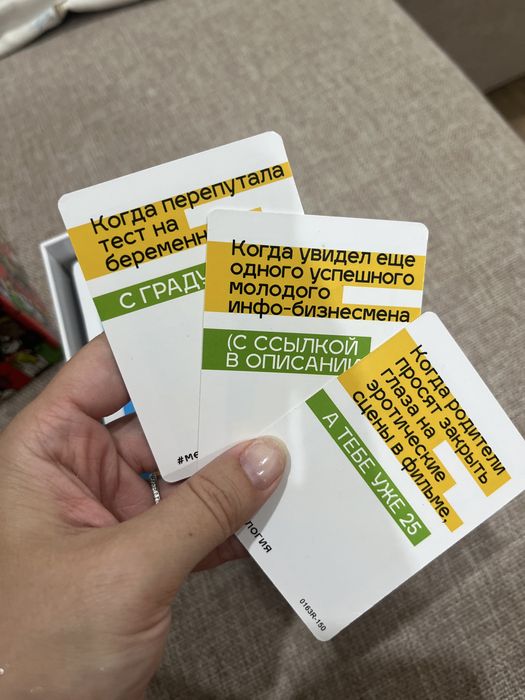 Когда перепутала
тест на
беременн
С ГРАДУ
#МЕ
Когда увидел еще
одного успешного
молодого
инфо-бизнесмена
(С ССЫЛКОЙ
В ОПИСАНИИ
Когда родители
просят закрыть
глаза на
эротические
сцены в фильме,
А ТЕБЕ УЖЕ 25
ЛОГИЯ
0163R-150